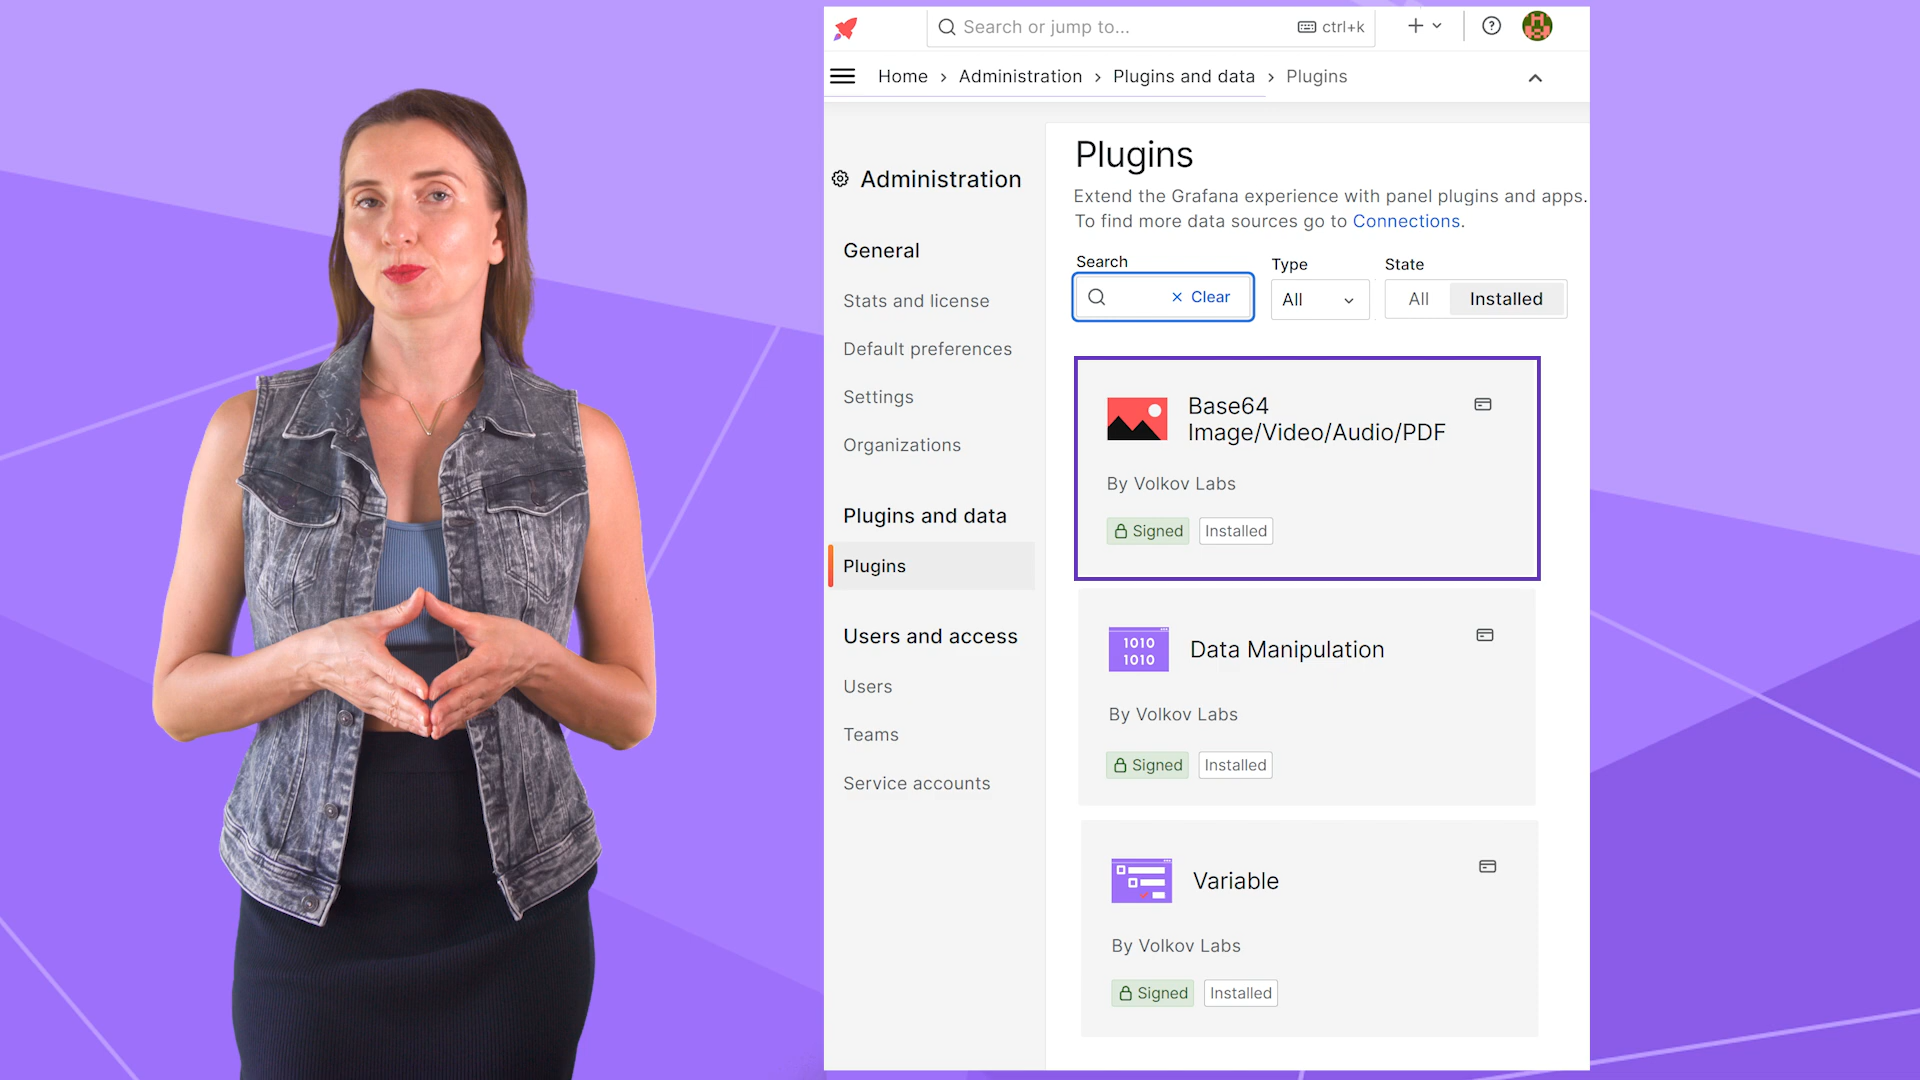 Search or jump to...
ctrl+k
Home > Administration > Plugins and data > Plugins
Administration
General
Stats and license
Default preferences
Settings
Organizations
Plugins and data
Plugins
Users and access
Users
Teams
Service accounts
Plugins
Extend the Grafana experience with panel plugins and apps.
To find more data sources go to Connections.
Search
Type
State
Clear
All
All
Installed
Base64
Image/Video/Audio/PDF
By Volkov Labs
Signed
Installed
1010
1010
Data Manipulation
By Volkov Labs
Signed
Installed
Variable
By Volkov Labs
Signed
Installed